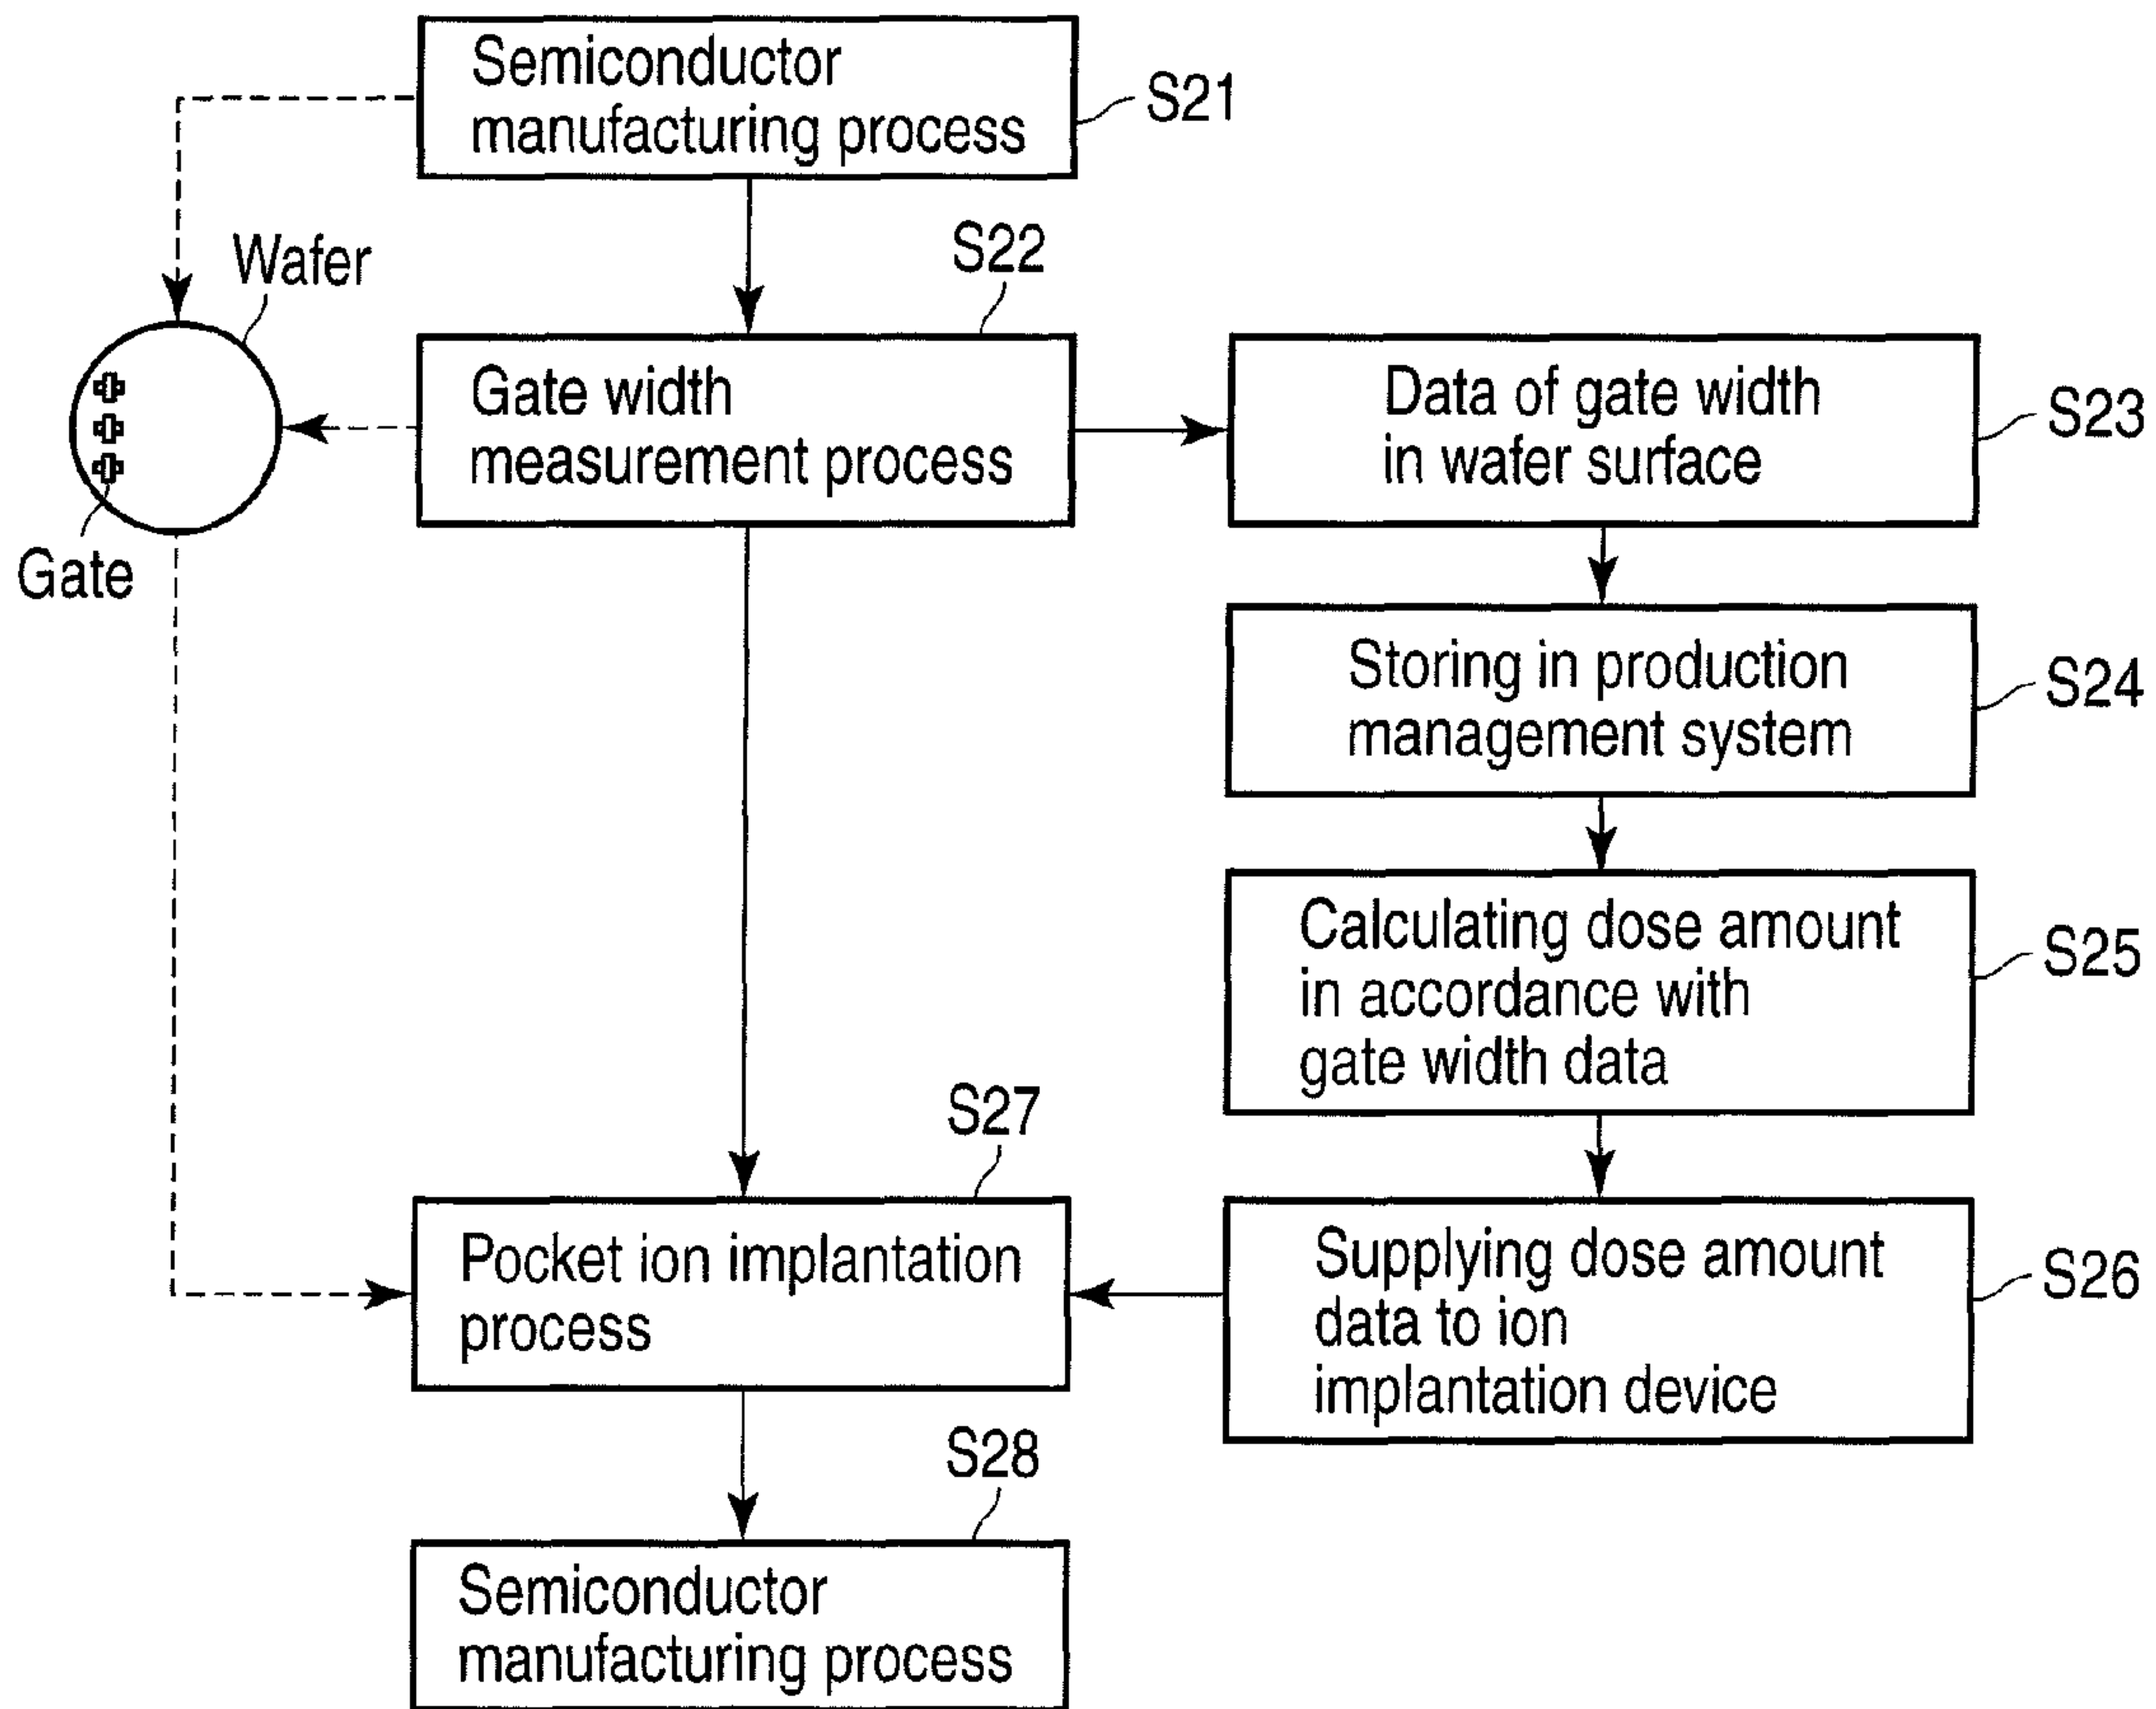 Semiconductor
manufacturing process
S21
Wafer
S22
Gate width
measurement process
Data of gate width
in wafer surface
S23
Gate
Storing in production
management system
S24
Calculating dose amount
in accordance with
gate width data
S25
S27
Pocket ion implantation
process
Supplying dose amount
data to ion
implantation device
S26
S28
Semiconductor
manufacturing process